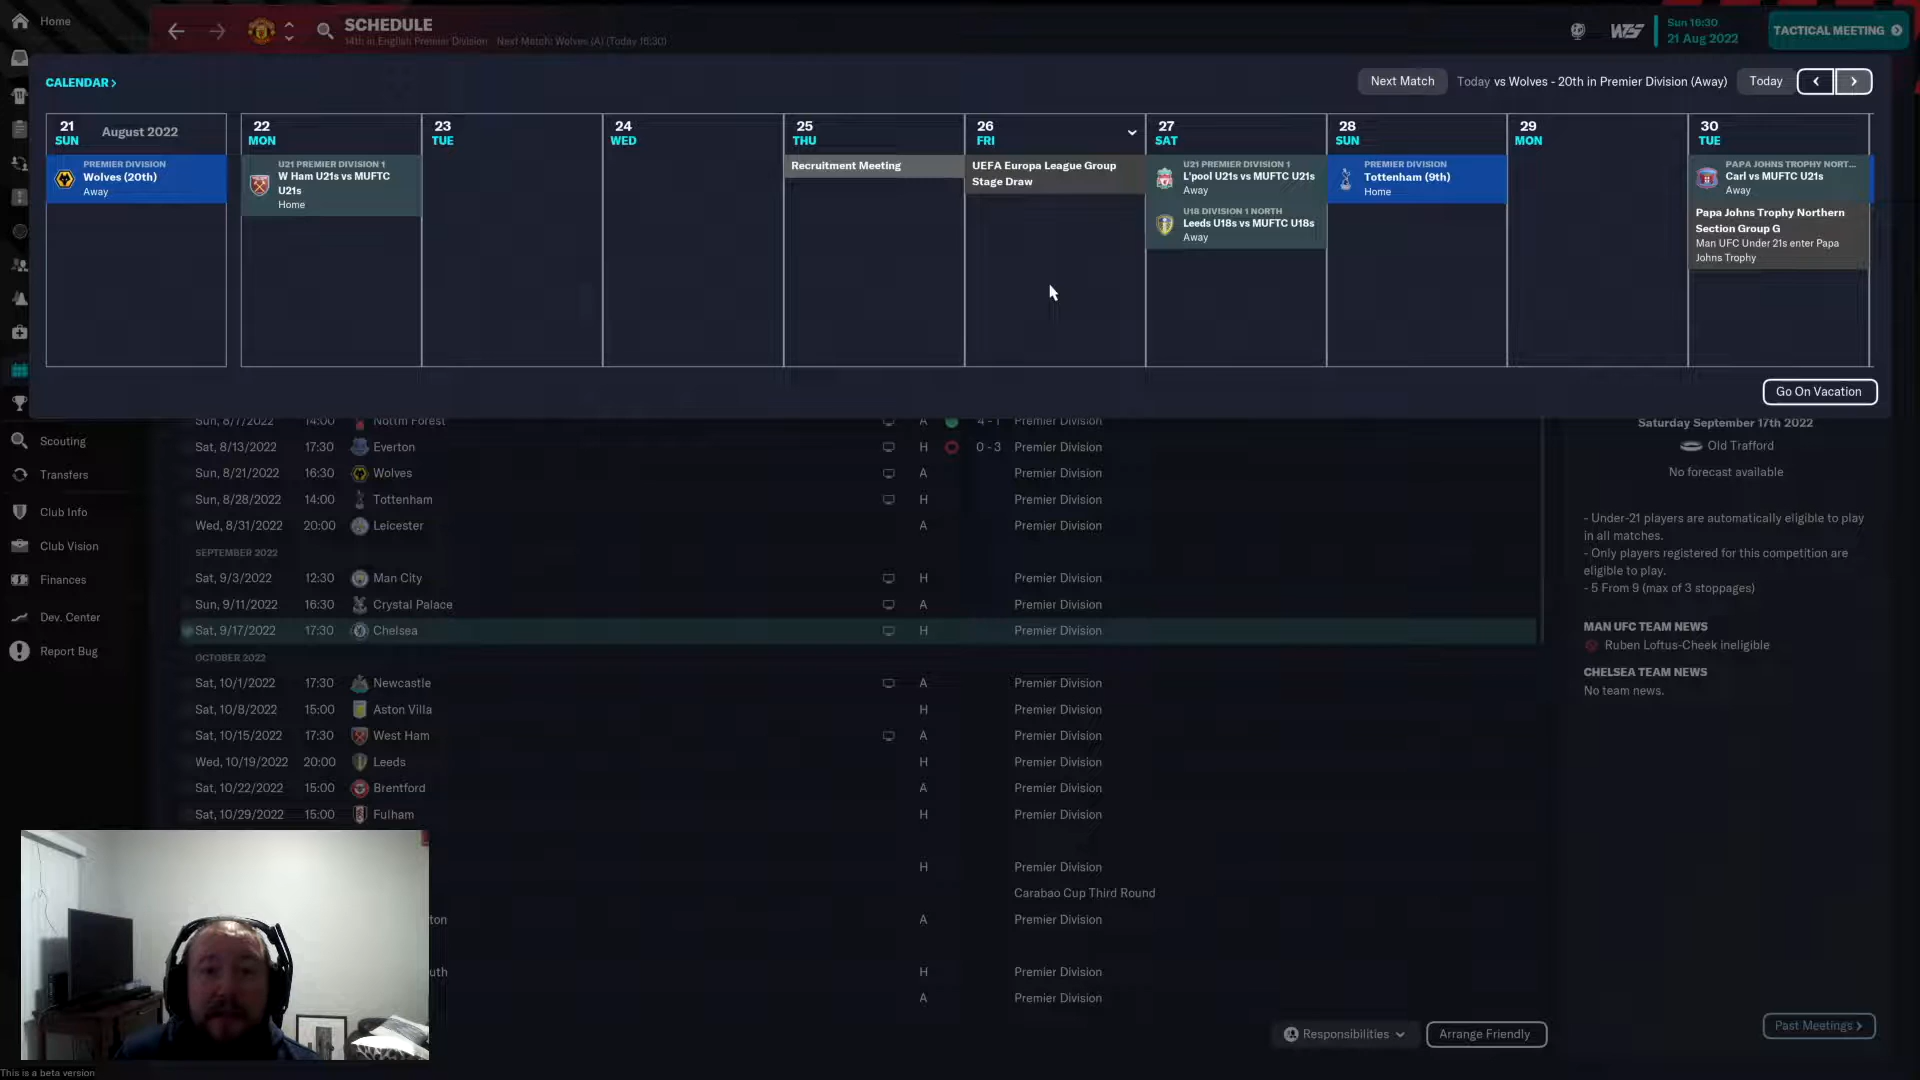 Home
SCHEDULE
14th in English Premier Division Next Match: Wolves (A) (Today 16:30)
Sun 16:30
21 Aug 2022
TACTICAL MEETING
CALENDAR >
Next Match
Today vs Wolves - 20th in Premier Division (Away)
Today
21 SUN
August 2022
PREMIER DIVISION
Wolves (20th)
Away
22 MON
U21 PREMIER DIVISION 1
W Ham U21s vs MUFTC
U21s
Home
23 TUE
24 WED
25 THU
Recruitment Meeting
26 FRI
UEFA Europa League Group
Stage Draw
27 SAT
U21 PREMIER DIVISION 1
L'pool U21s vs MUFTC U21s
Away
U18 DIVISION 1 NORTH
Leeds U18s vs MUFTC U18s
Away
28 SUN
PREMIER DIVISION
Tottenham (9th)
Home
29 MON
30 TUE
PAPA JOHNS TROPHY NORT...
Carl vs MUFTC U21s
Away
Papa Johns Trophy Northern
Section Group G
Man UFC Under 21s enter Papa
Johns Trophy
Go On Vacation
Scouting
Transfers
Club Info
Club Vision
Finances
Dev. Center
Report Bug
Sun, 8/7/2022 14:00 Nottm Forest A 4 - 1 Premier Division
Sat, 8/13/2022 17:30 Everton H 0 - 3 Premier Division
Sun, 8/21/2022 16:30 Wolves A Premier Division
Sun, 8/28/2022 14:00 Tottenham H Premier Division
Wed, 8/31/2022 20:00 Leicester A Premier Division
SEPTEMBER 2022
Sat, 9/3/2022 12:30 Man City H Premier Division
Sun, 9/11/2022 16:30 Crystal Palace A Premier Division
Sat, 9/17/2022 17:30 Chelsea H Premier Division
OCTOBER 2022
Sat, 10/1/2022 17:30 Newcastle A Premier Division
Sat, 10/8/2022 15:00 Aston Villa H Premier Division
Sat, 10/15/2022 17:30 West Ham A Premier Division
Wed, 10/19/2022 20:00 Leeds H Premier Division
Sat, 10/22/2022 15:00 Brentford A Premier Division
Sat, 10/29/2022 15:00 Fulham H Premier Division
H Premier Division
Carabao Cup Third Round
ton A Premier Division
uth H Premier Division
A Premier Division
Saturday September 17th 2022
Old Trafford
No forecast available
- Under-21 players are automatically eligible to play
in all matches.
- Only players registered for this competition are
eligible to play.
- 5 From 9 (max of 3 stoppages)
MAN UFC TEAM NEWS
Ruben Loftus-Cheek ineligible
CHELSEA TEAM NEWS
No team news.
Responsibilities
Arrange Friendly
Past Meetings >
This is a beta version